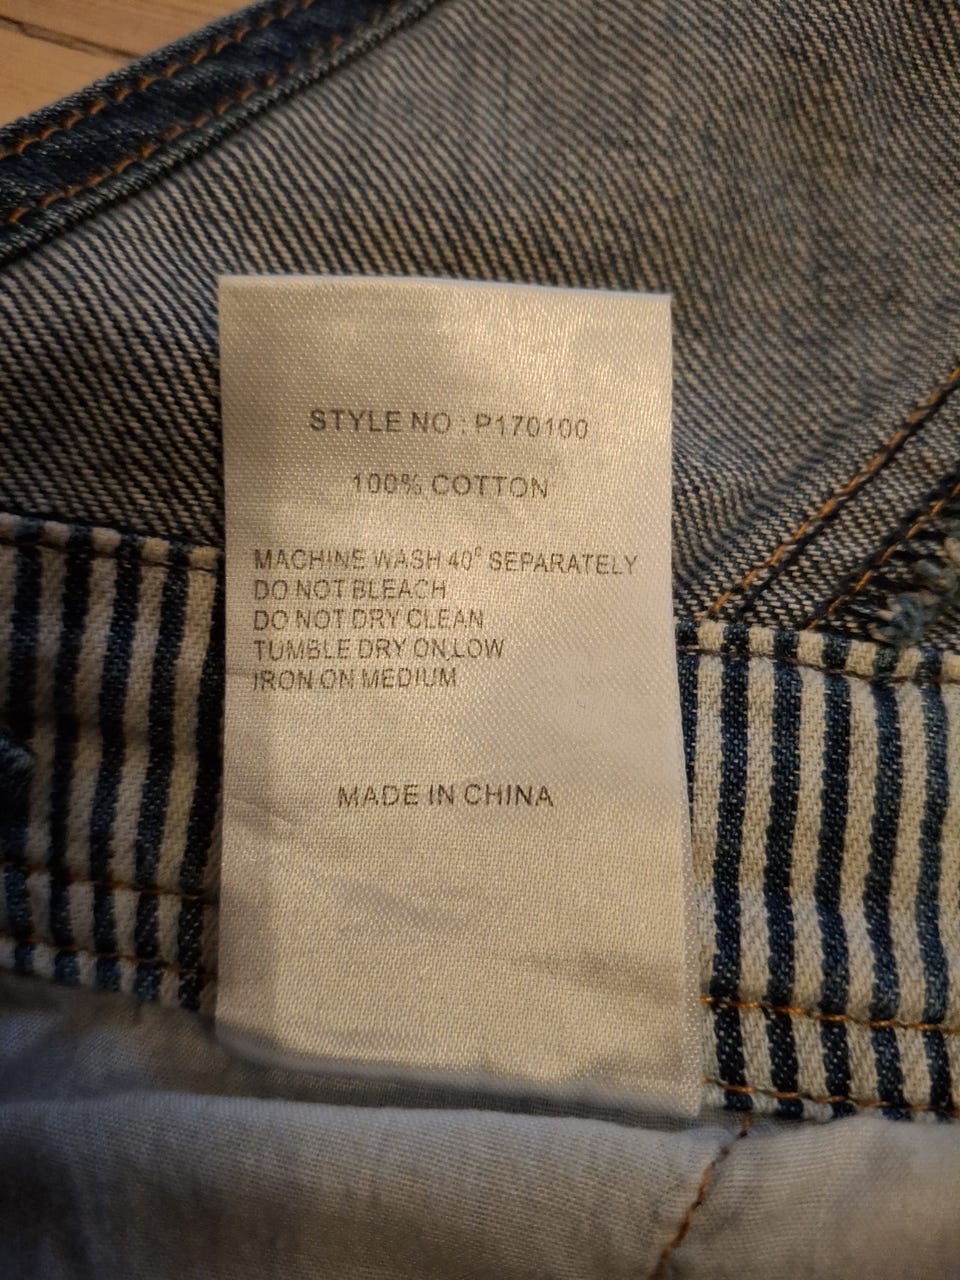 STYLE NO : P170100
100% COTTON
MACHINE WASH 40° SEPARATELY
DO NOT BLEACH
DO NOT DRY CLEAN
TUMBLE DRY ON LOW
IRON ON MEDIUM
MADE IN CHINA